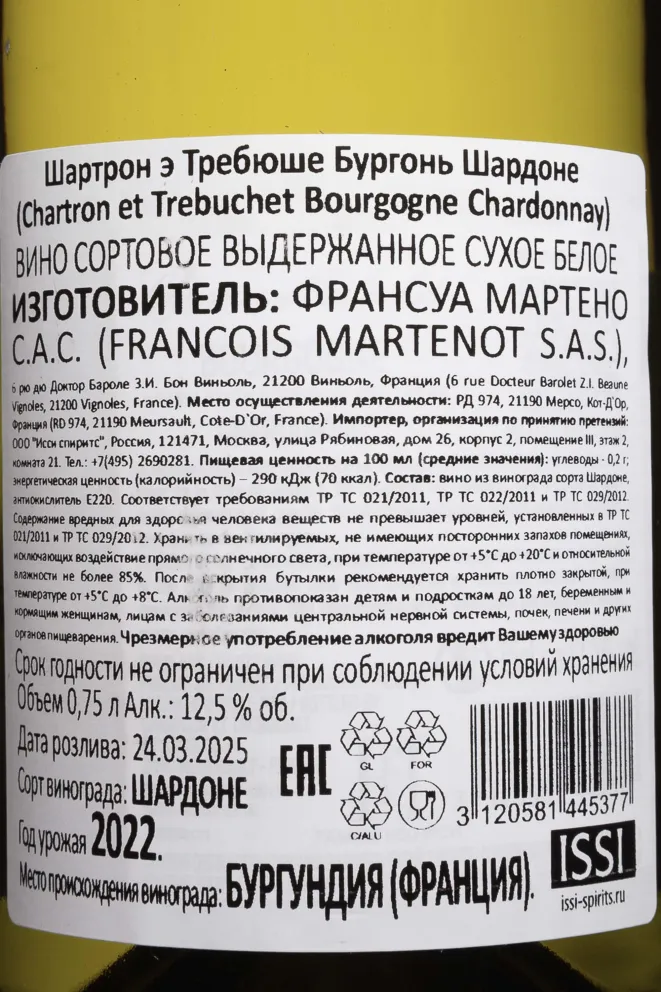 Шартрон э Требюше Бургонь Шардоне
(Chartron et Trebuchet Bourgogne Chardonnay)
ВИНО СОРТОВОЕ ВЫДЕРЖАННОЕ СУХОЕ БЕЛОЕ
ИЗГОТОВИТЕЛЬ: ФРАНСУА МАРТЕНО
С.А.С. (FRANCOIS MARTENOT S.A.S.),
6 рю дю Доктор Бароле З.И. Бон Виньоль, 21200 Виньоль, Франция (6 rue Docteur Barolet Z.I. Beaune
Vignoles, 21200 Vignoles, France). Место осуществления деятельности: РД 974, 21190 Мерсо, Кот-Д'Ор,
Франция (RD 974, 21190 Meursault, Cote-D`Or, France). Импортер, организация по принятию претензий:
ООО "Исси спиритс", Россия, 121471, Москва, улица Рябиновая, дом 26, корпус 2, помещение III, этаж 2,
комната 21. Тел.: +7(495) 2690281. Пищевая ценность на 100 мл (средние значения): углеводы - 0,2 г;
энергетическая ценность (калорийность) – 290 кДж (70 ккал). Состав: вино из винограда сорта Шардоне,
антиокислитель Е220. Соответствует требованиям ТР ТС 021/2011, ТР ТС 022/2011 и ТР ТС 029/2012.
Содержание вредных для здоровья человека веществ не превышает уровней, установленных в ТР ТС
021/2011 и ТР ТС 029/2012. Хранить в вентилируемых, не имеющих посторонних запахов помещениях,
исключающих воздействие прямого солнечного света, при температуре от +5°С до +20°С и относительной
влажности не более 85%. После вскрытия бутылки рекомендуется хранить плотно закрытой, при
температуре от +5°С до +8°С. Алкоголь противопоказан детям и подросткам до 18 лет, беременным и
кормящим женщинам, лицам с заболеваниями центральной нервной системы, почек, печени и других
органов пищеварения. Чрезмерное употребление алкоголя вредит Вашему здоровью
Срок годности не ограничен при соблюдении условий хранения
Объем 0,75 л Алк.: 12,5 % об.
Дата розлива: 24.03.2025
Сорт винограда: ШАРДОНЕ
Год урожая 2022.
Место происхождения винограда: БУРГУНДИЯ (ФРАНЦИЯ).
EAC
GL
FOR
C/ALU
3 120581 445377
ISSI
issi-spirits.ru